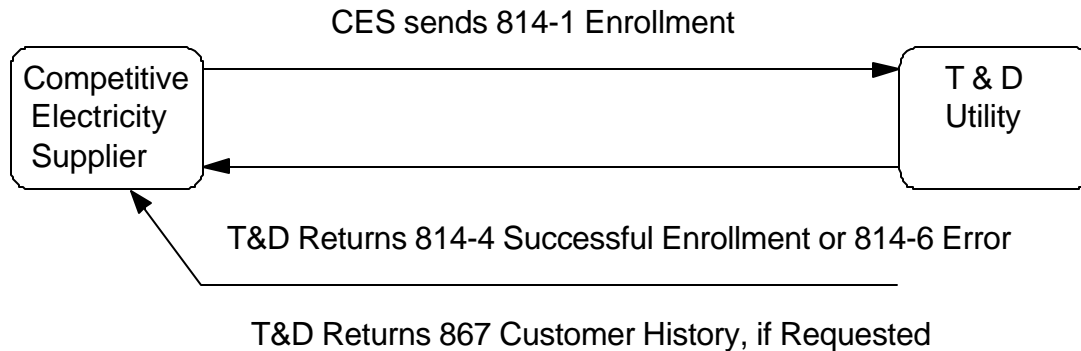 CES sends 814-1 Enrollment
Competitive
Electricity
Supplier
T & D
Utility
T&D Returns 814-4 Successful Enrollment or 814-6 Error
T&D Returns 867 Customer History, if Requested